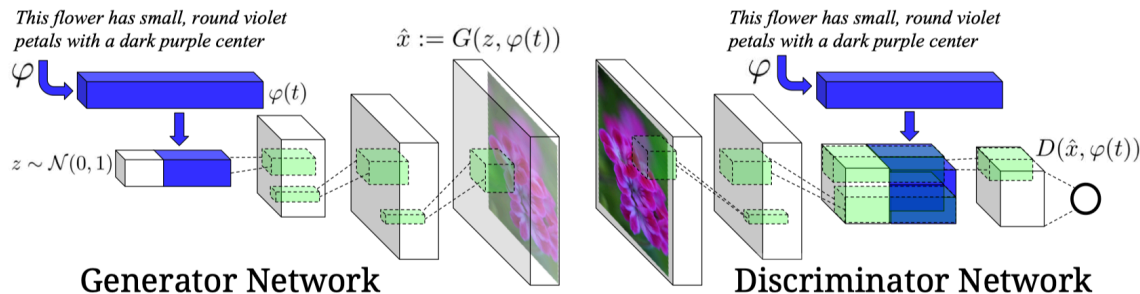 This flower has small, round violet
petals with a dark purple center
φ
φ(t)
z ∼ 𝒩(0, 1)
x̂ := G(z, φ(t))
Generator Network
This flower has small, round violet
petals with a dark purple center
φ
D(x̂, φ(t))
Discriminator Network